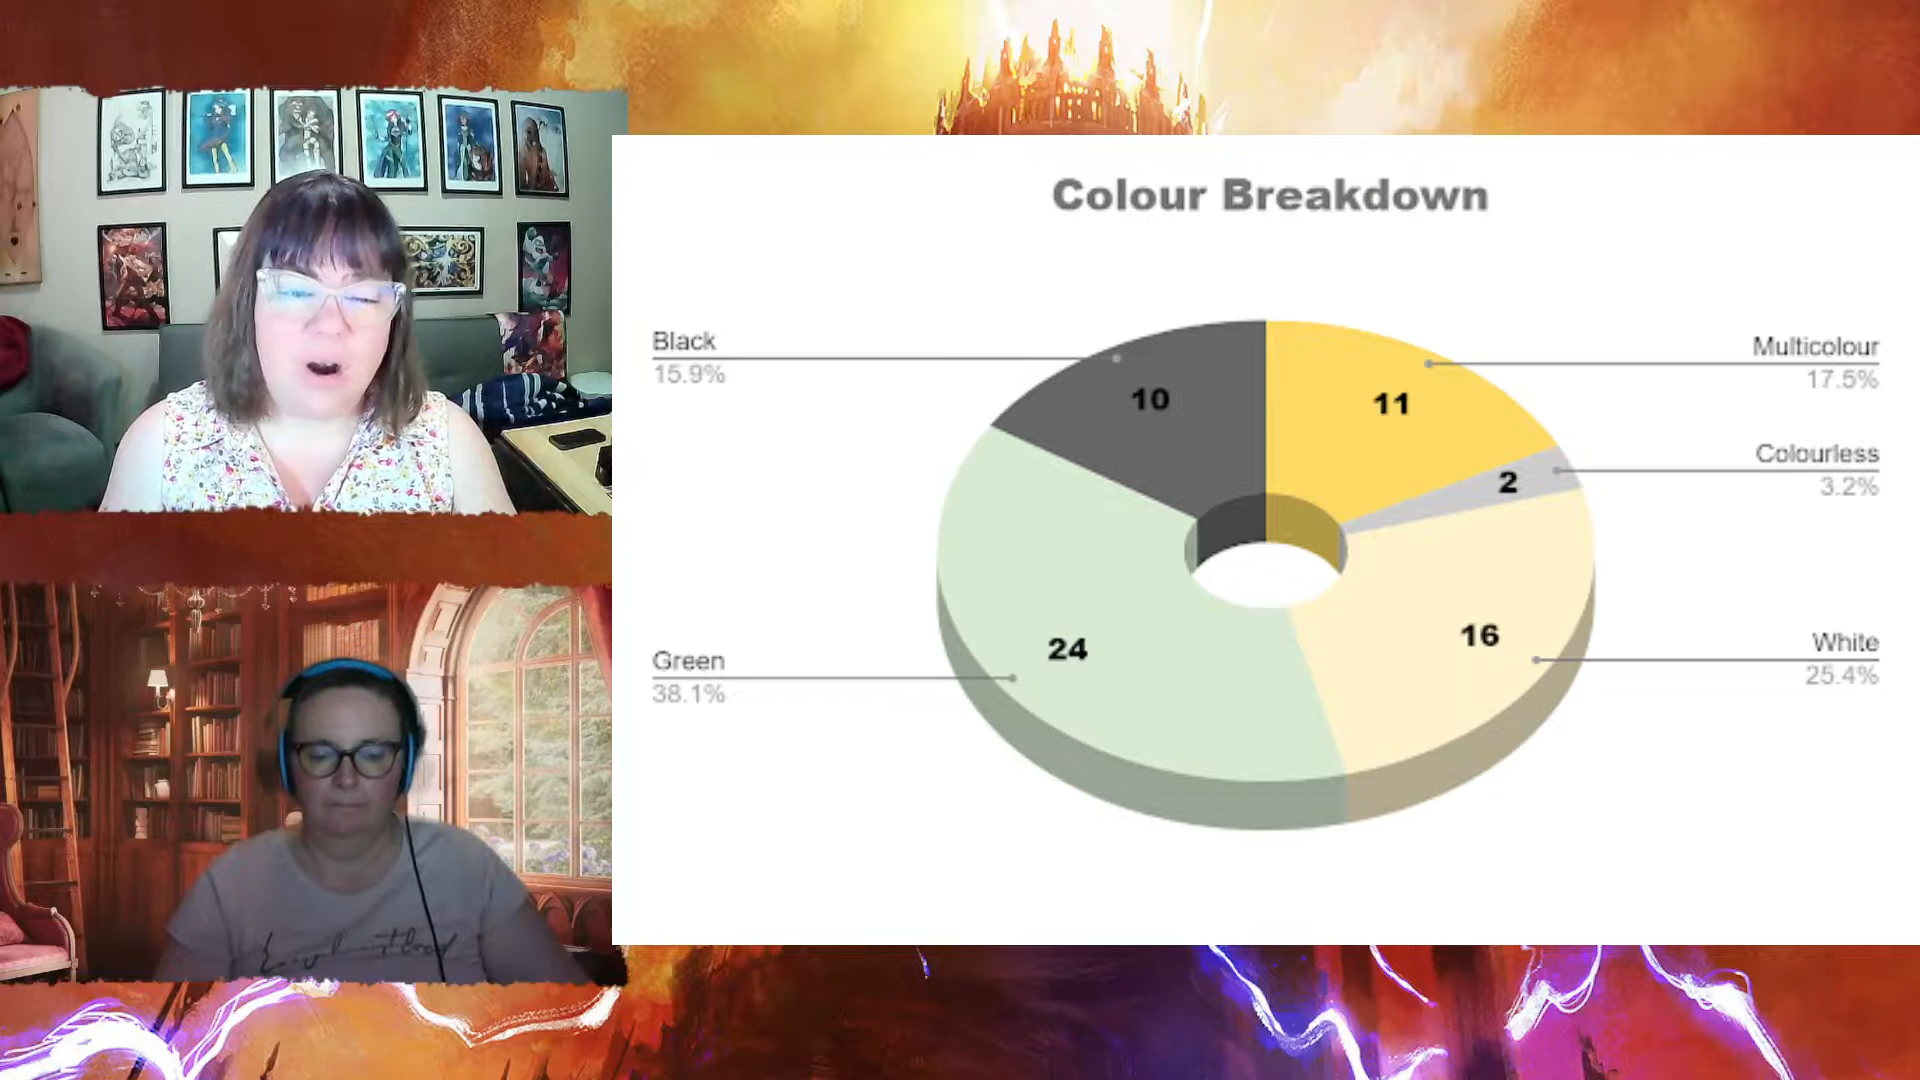 Colour Breakdown
Black
15.9%
10
11
Multicolour
17.5%
Colourless
3.2%
2
24
16
Green
38.1%
White
25.4%